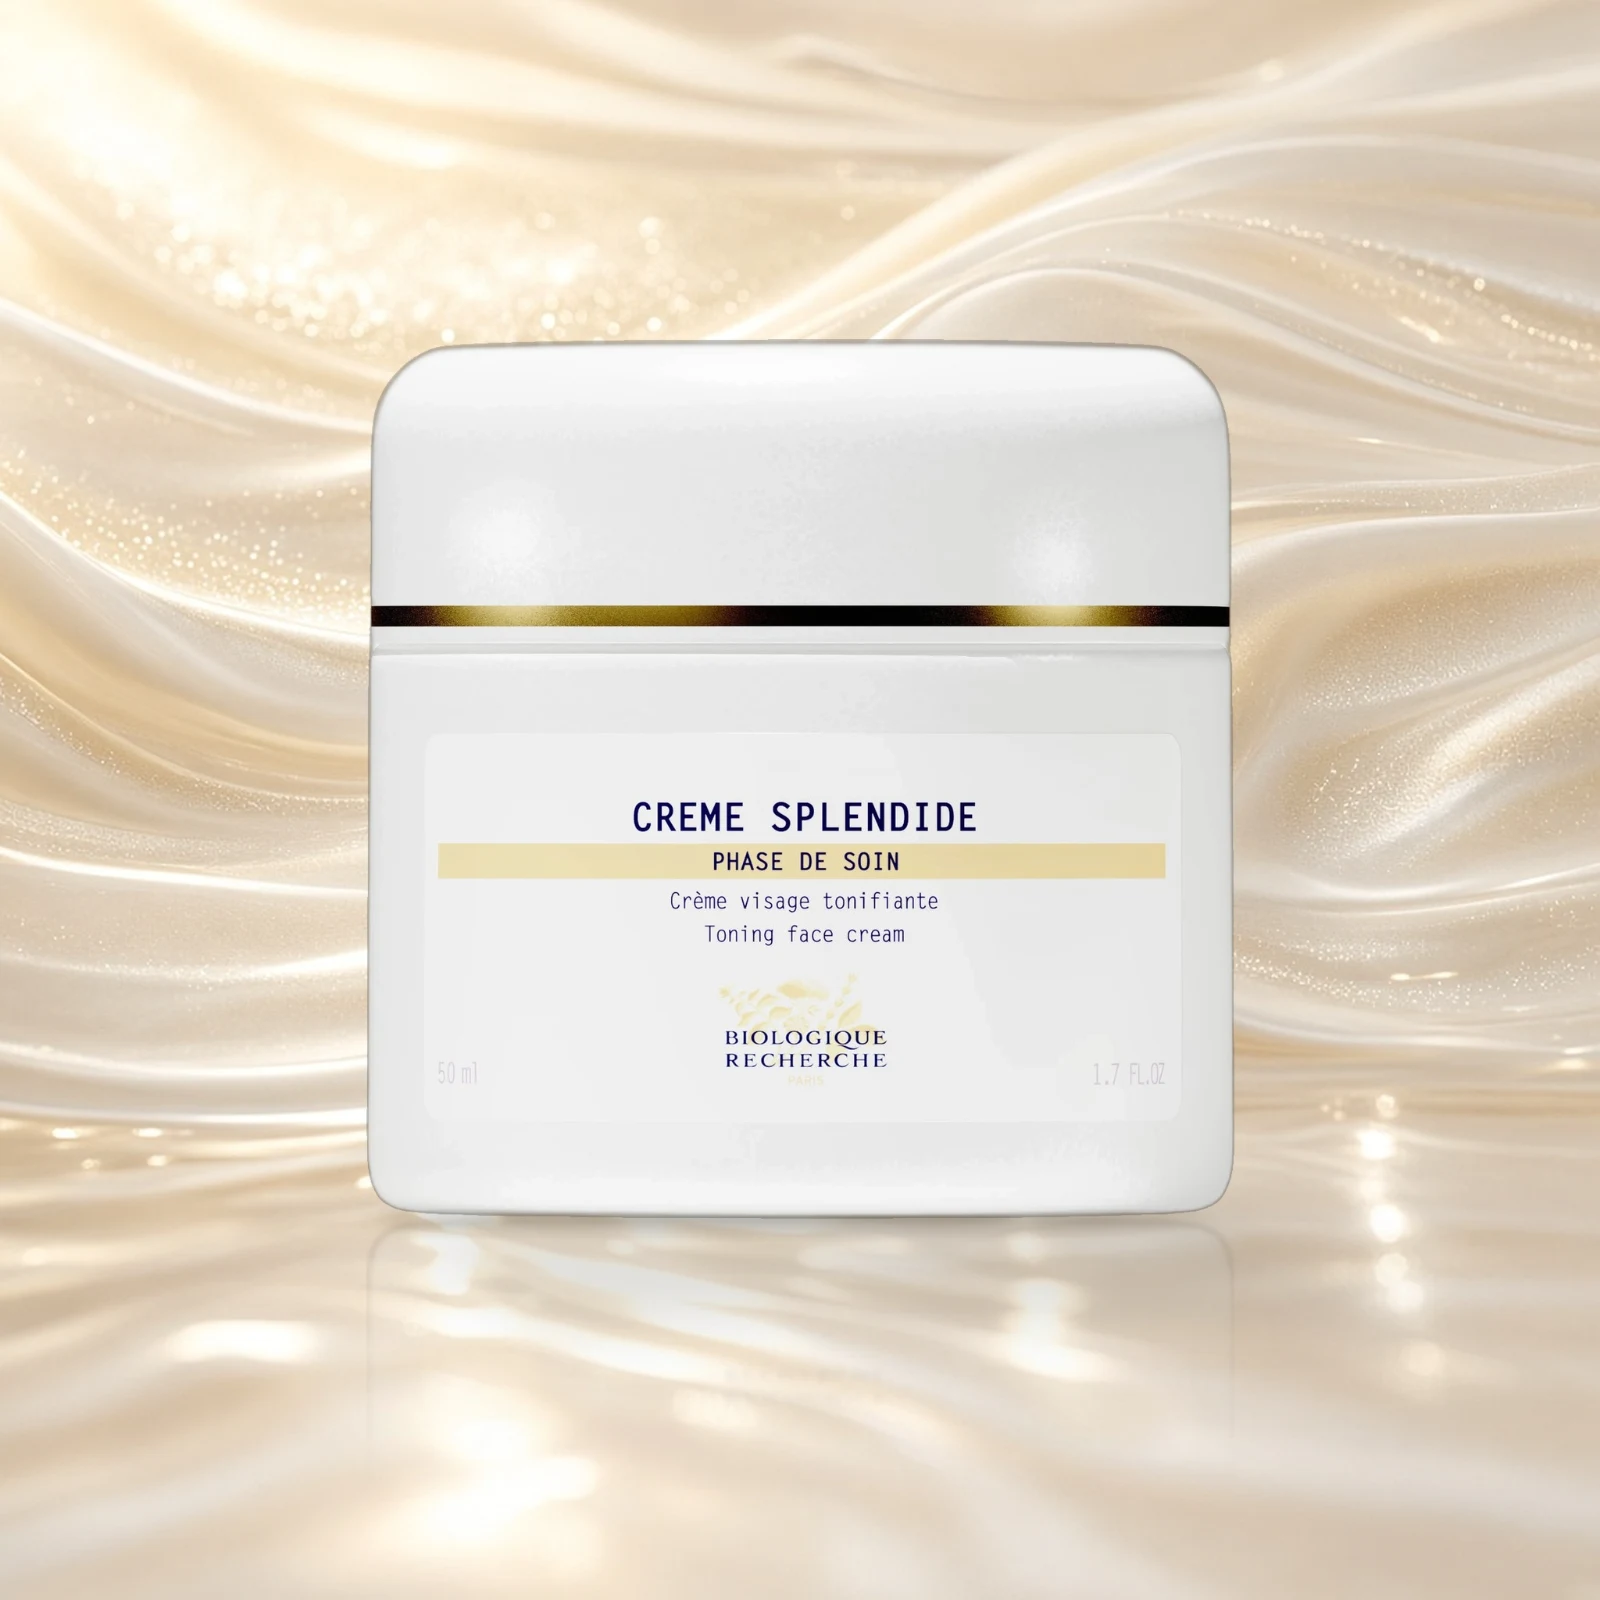 CREME SPLENDIDE
PHASE DE SOIN
Crème visage tonifiante
Toning face cream
BIOLOGIQUE
RECHERCHE
PARIS
50 ml
1.7 FL.OZ